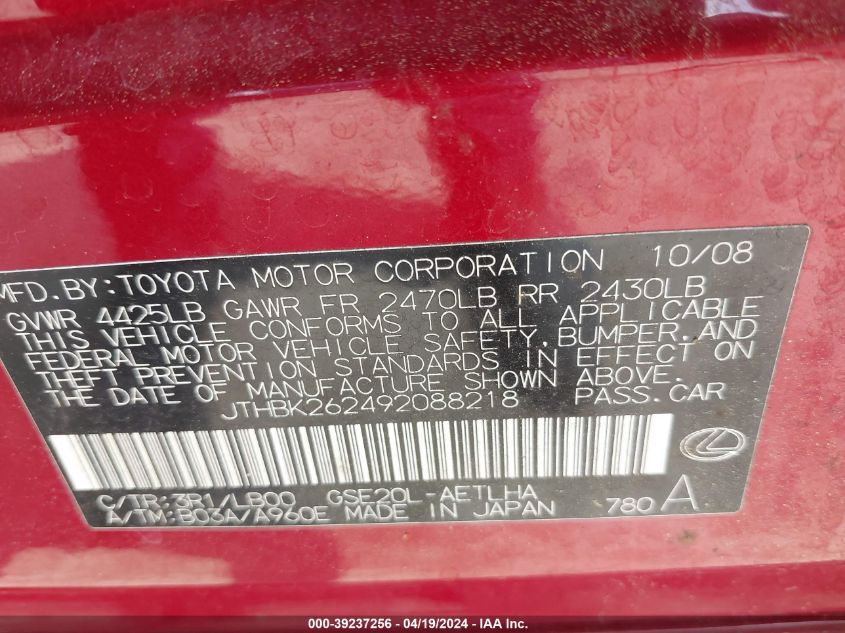 MFD. BY: TOYOTA MOTOR CORPORATION 10/08
GVWR 4425LB GAWR FR 2470LB RR 2430LB
THIS VEHICLE CONFORMS TO ALL APPLICABLE
FEDERAL MOTOR VEHICLE SAFETY, BUMPER, AND
THEFT PREVENTION STANDARDS IN EFFECT ON
THE DATE OF MANUFACTURE SHOWN ABOVE.
JTHBK262492088218 PASS. CAR
C/TR: 3R1/LB00 GSE20L-AETLHA
A/TM: B03A/A960E MADE IN JAPAN 780 A
000-39237256 - 04/19/2024 - IAA Inc.